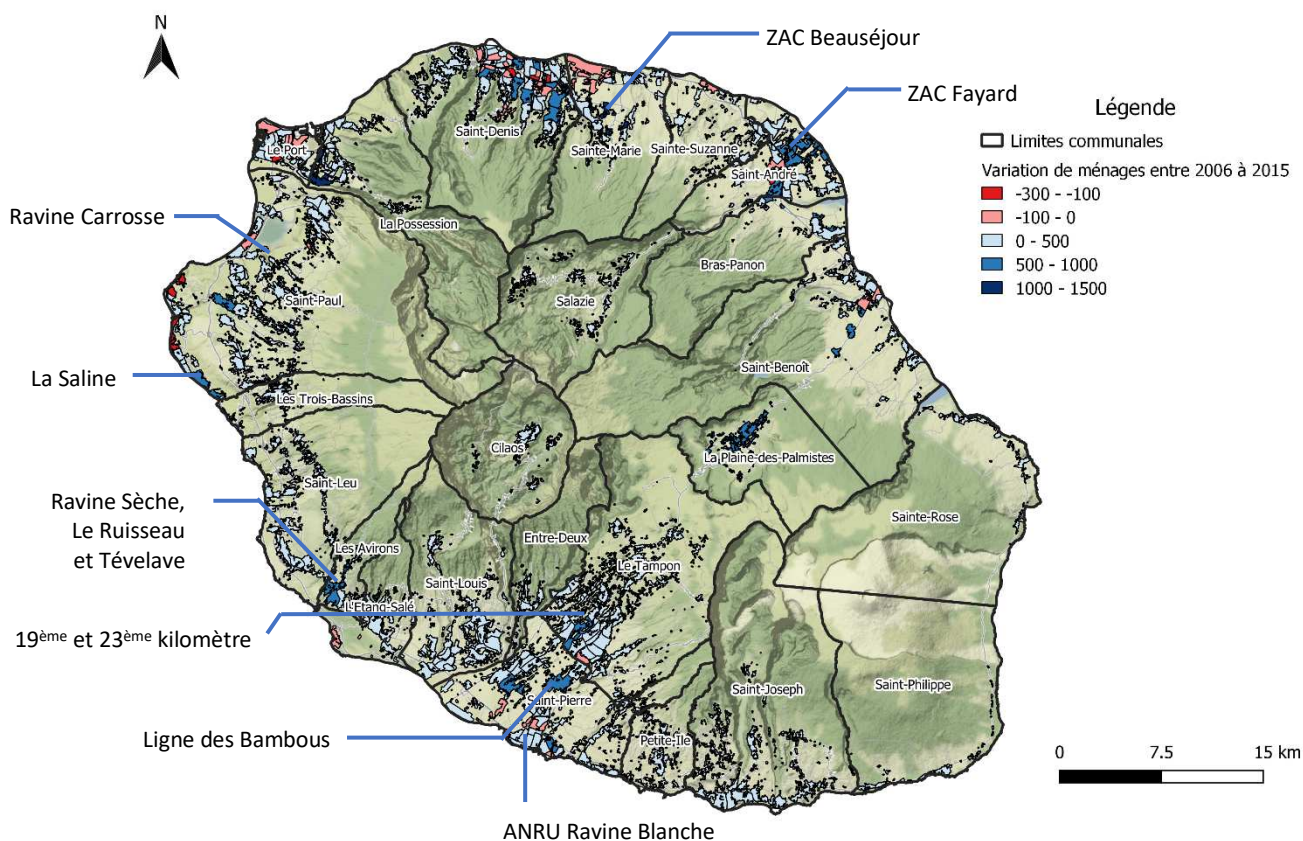 N
ZAC Beauséjour
ZAC Fayard
Légende
Limites communales
Variation de ménages entre 2006 à 2015
-300 - -100
-100 - 0
0 - 500
500 - 1000
1000 - 1500
Saint-Denis
Le Port
Sainte-Marie
Sainte-Suzanne
Saint-André
Ravine Carrosse
La Possession
Bras-Panon
Saint-Paul
Salazie
La Saline
Saint-Benoît
Les Trois-Bassins
Cilaos
La Plaine-des-Palmistes
Saint-Leu
Ravine Sèche,
Le Ruisseau
et Tévelave
Sainte-Rose
Les Avirons
Entre-Deux
Le Tampon
Saint-Louis
L'Etang-Salé
19ème et 23ème kilomètre
Saint-Joseph
Saint-Philippe
Saint-Pierre
Ligne des Bambous
Petite-Ile
0 7.5 15 km
ANRU Ravine Blanche